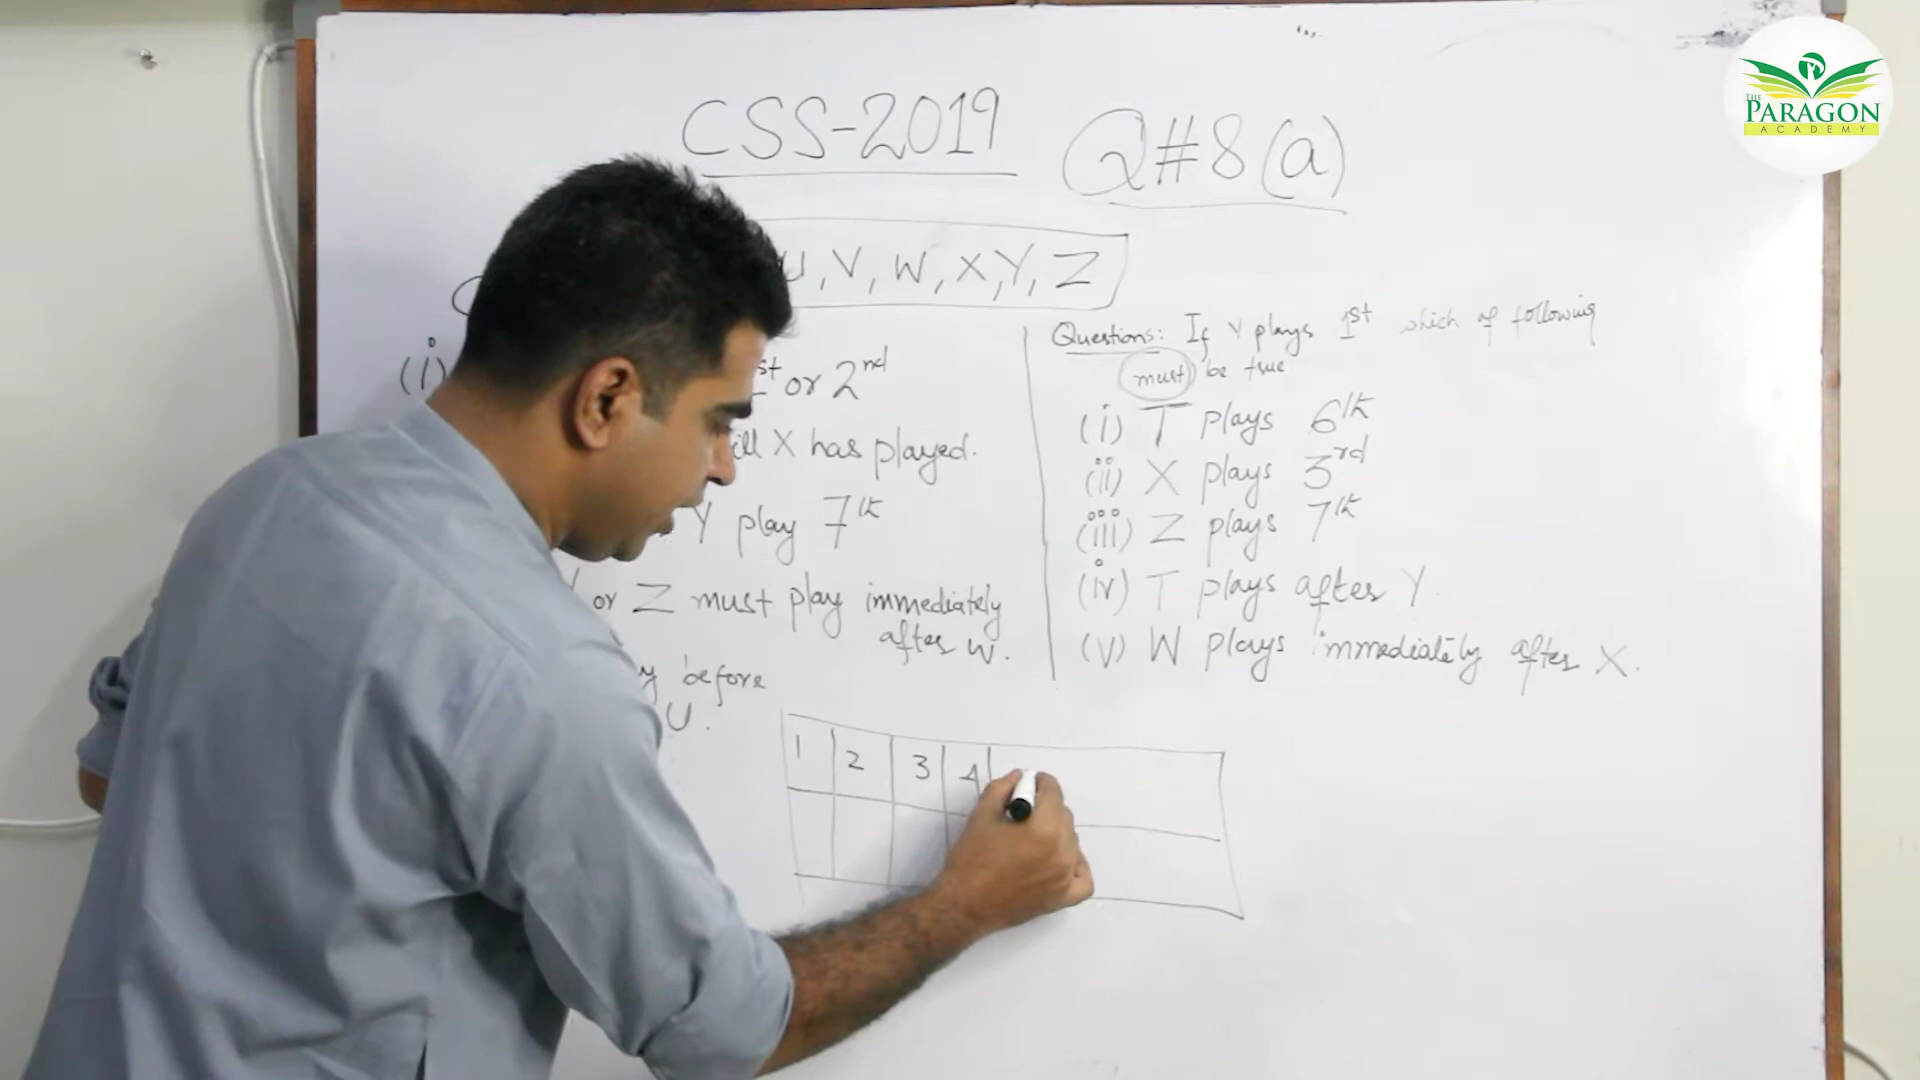 THE PARAGON ACADEMY
CSS-2019 Q#8(a)
V, W, X, Y, Z
(i) st or 2nd
ill X has played.
Y play 7th
or Z must play immediately
after W.
y before
U.
Questions: If Y plays 1st which of following
must be true
(i) T plays 6th
(ii) X plays 3rd
(iii) Z plays 7th
(iv) T plays after Y.
(v) W plays immediately after X.
1 2 3 4